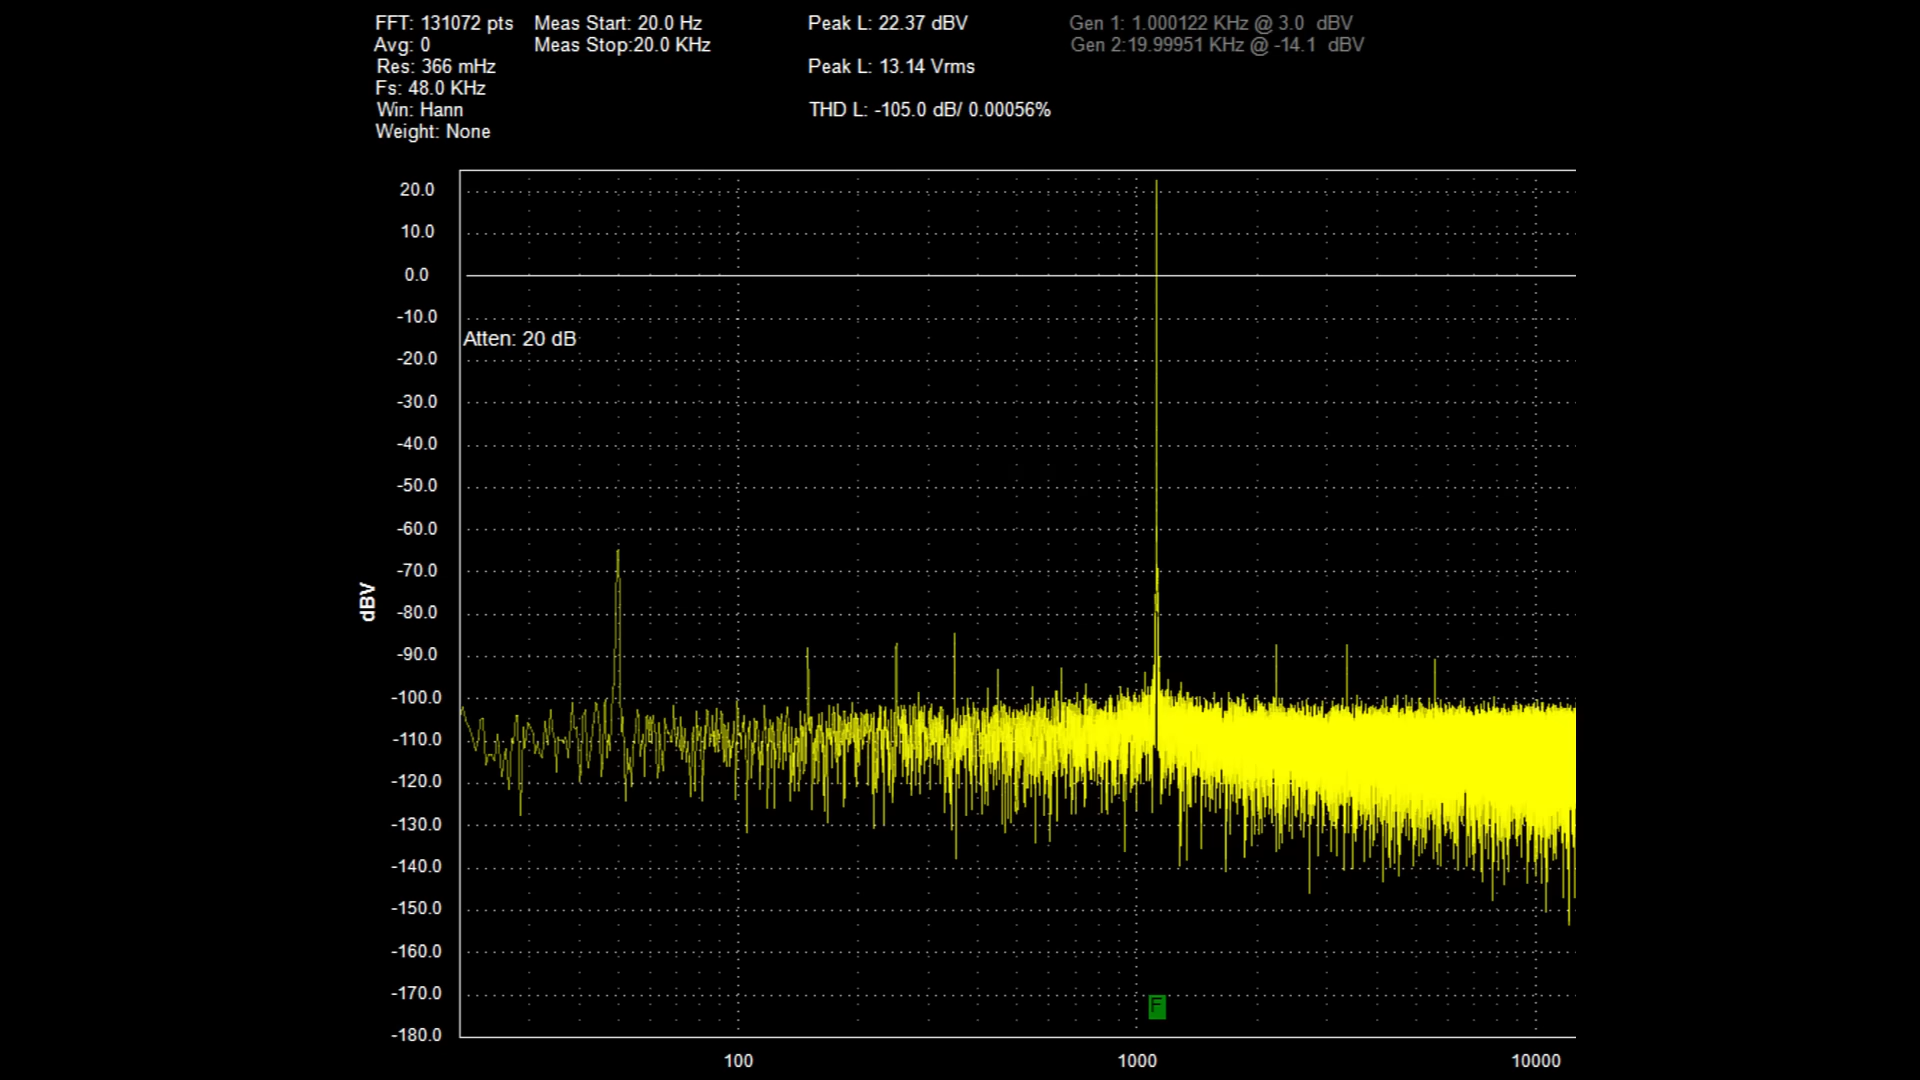 FFT: 131072 pts
Avg: 0
Res: 366 mHz
Fs: 48.0 KHz
Win: Hann
Weight: None
Meas Start: 20.0 Hz
Meas Stop:20.0 KHz
Peak L: 22.37 dBV
Peak L: 13.14 Vrms
THD L: -105.0 dB/ 0.00056%
Gen 1: 1.000122 KHz @ 3.0 dBV
Gen 2:19.99951 KHz @ -14.1 dBV
20.0
10.0
0.0
-10.0
Atten: 20 dB
-20.0
-30.0
-40.0
-50.0
-60.0
-70.0
dBV
-80.0
-90.0
-100.0
-110.0
-120.0
-130.0
-140.0
-150.0
-160.0
-170.0
F
-180.0
100
1000
10000